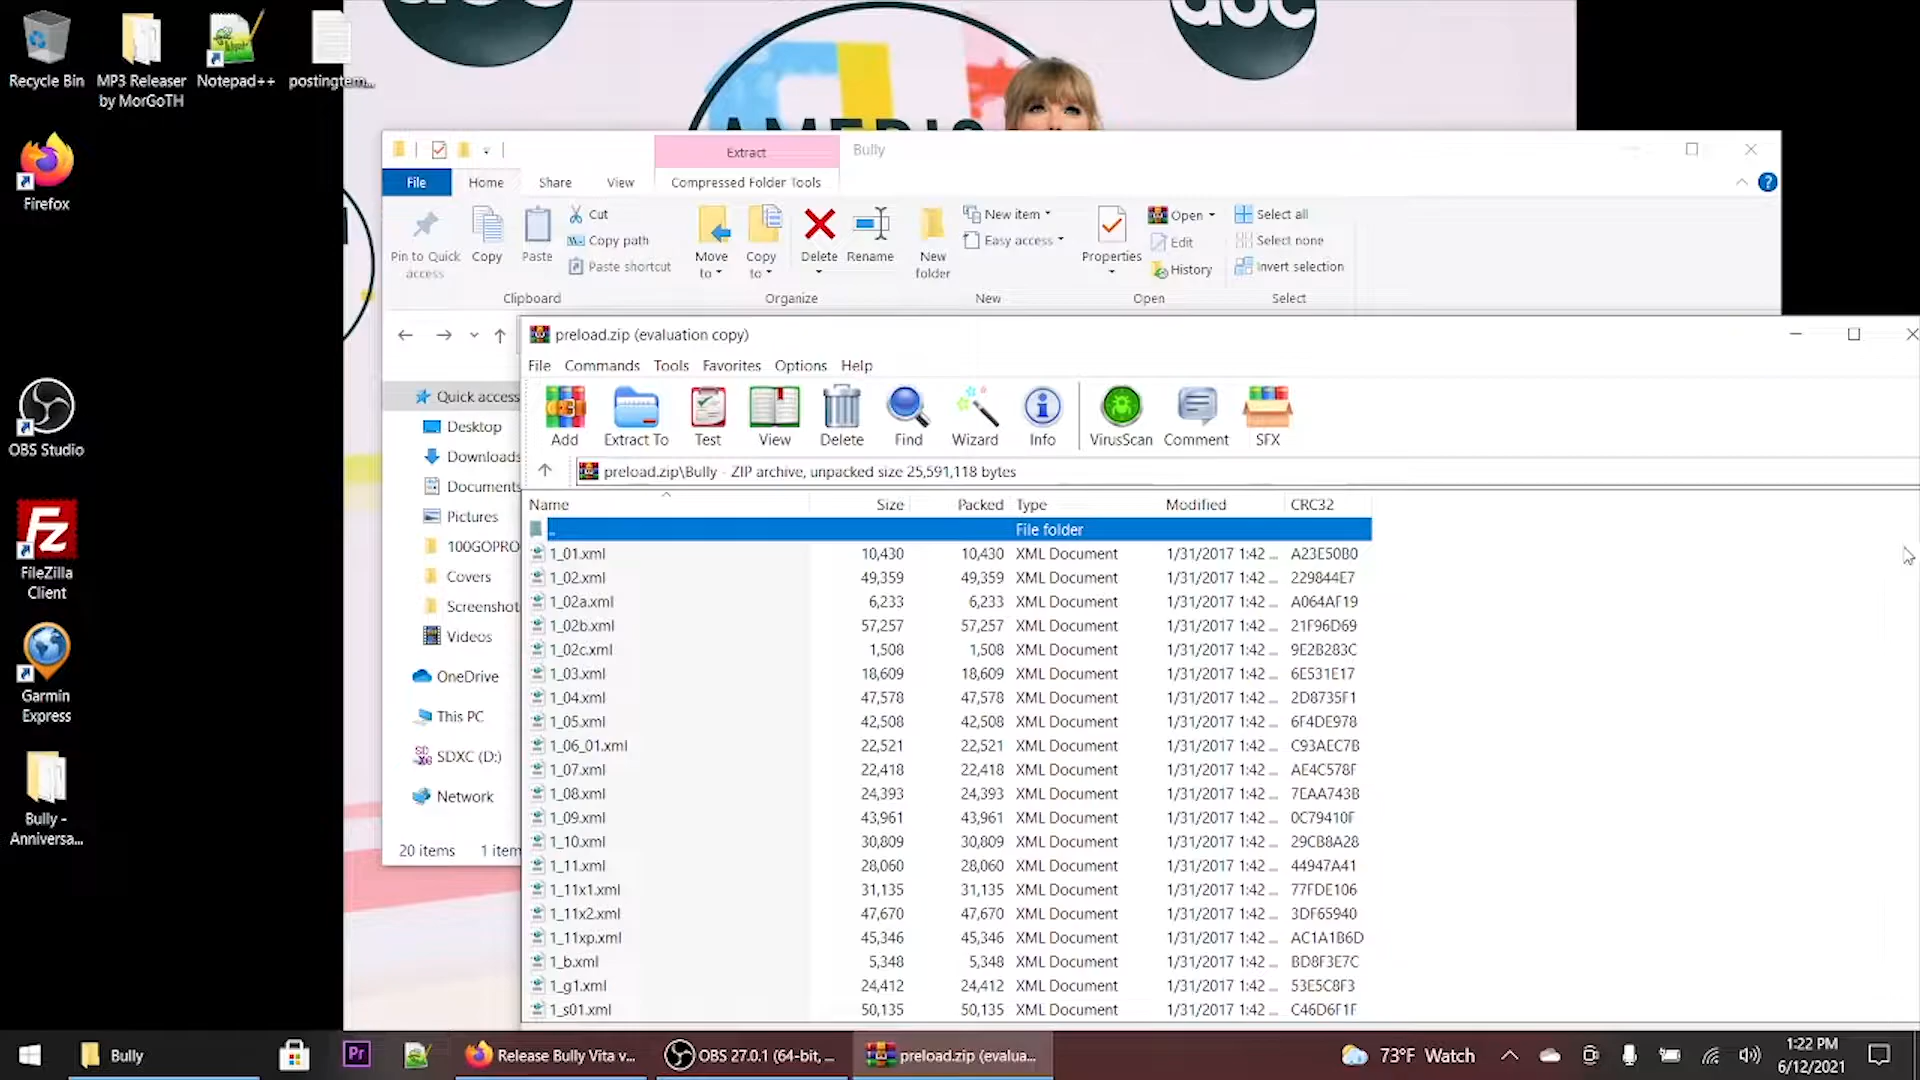 abc
abc
AMERIC
Recycle Bin
MP3 Releaser
by MorGoTH
Notepad++
postingtem...
Firefox
OBS Studio
FileZilla
Client
Garmin
Express
Bully -
Anniversa...
Extract
Bully
File
Home
Share
View
Compressed Folder Tools
Pin to Quick
access
Copy
Paste
Cut
Copy path
Paste shortcut
Clipboard
Move
to
Copy
to
Delete
Rename
Organize
New
folder
New item
Easy access
New
Properties
Open
Edit
History
Open
Select all
Select none
Invert selection
Select
Quick access
Desktop
Downloads
Documents
Pictures
100GOPRO
Covers
Screenshot
Videos
OneDrive
This PC
SDXC (D:)
Network
20 items 1 item
preload.zip (evaluation copy)
File Commands Tools Favorites Options Help
Add
Extract To
Test
View
Delete
Find
Wizard
Info
VirusScan
Comment
SFX
preload.zip\Bully - ZIP archive, unpacked size 25,591,118 bytes
Name Size Packed Type Modified CRC32
.. File folder
1_01.xml 10,430 10,430 XML Document 1/31/2017 1:42 ... A23E50B0
1_02.xml 49,359 49,359 XML Document 1/31/2017 1:42 ... 229844E7
1_02a.xml 6,233 6,233 XML Document 1/31/2017 1:42 ... A064AF19
1_02b.xml 57,257 57,257 XML Document 1/31/2017 1:42 ... 21F96D69
1_02c.xml 1,508 1,508 XML Document 1/31/2017 1:42 ... 9E2B283C
1_03.xml 18,609 18,609 XML Document 1/31/2017 1:42 ... 6E531E17
1_04.xml 47,578 47,578 XML Document 1/31/2017 1:42 ... 2D8735F1
1_05.xml 42,508 42,508 XML Document 1/31/2017 1:42 ... 6F4DE978
1_06_01.xml 22,521 22,521 XML Document 1/31/2017 1:42 ... C93AEC7B
1_07.xml 22,418 22,418 XML Document 1/31/2017 1:42 ... AE4C578F
1_08.xml 24,393 24,393 XML Document 1/31/2017 1:42 ... 7EAA743B
1_09.xml 43,961 43,961 XML Document 1/31/2017 1:42 ... 0C79410F
1_10.xml 30,809 30,809 XML Document 1/31/2017 1:42 ... 29CB8A28
1_11.xml 28,060 28,060 XML Document 1/31/2017 1:42 ... 44947A41
1_11x1.xml 31,135 31,135 XML Document 1/31/2017 1:42 ... 77FDE106
1_11x2.xml 47,670 47,670 XML Document 1/31/2017 1:42 ... 3DF65940
1_11xp.xml 45,346 45,346 XML Document 1/31/2017 1:42 ... AC1A1B6D
1_b.xml 5,348 5,348 XML Document 1/31/2017 1:42 ... BD8F3E7C
1_g1.xml 24,412 24,412 XML Document 1/31/2017 1:42 ... 53E5C8F3
1_s01.xml 50,135 50,135 XML Document 1/31/2017 1:42 ... C46D6F1F
Bully
Pr
Release Bully Vita v...
OBS 27.0.1 (64-bit, ...
preload.zip (evalua...
73°F Watch
1:22 PM
6/12/2021